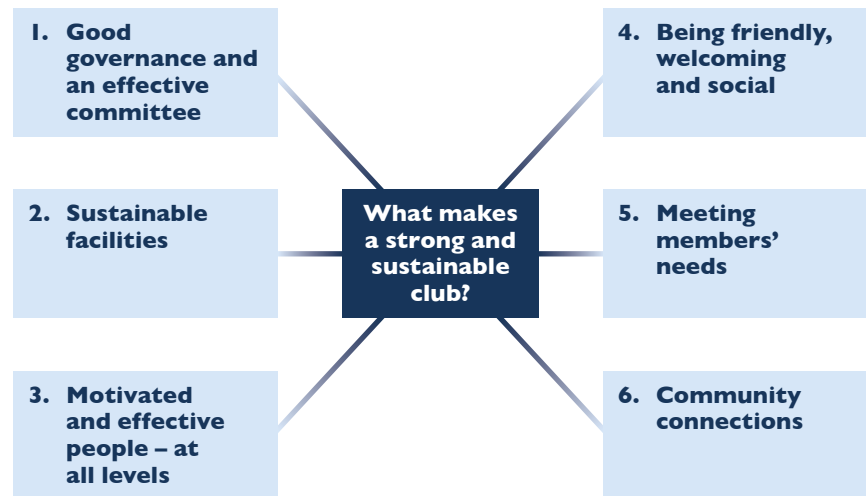 1. Good
governance and
an effective
committee
2. Sustainable
facilities
3. Motivated
and effective
people – at
all levels
What makes
a strong and
sustainable
club?
4. Being friendly,
welcoming
and social
5. Meeting
members’
needs
6. Community
connections